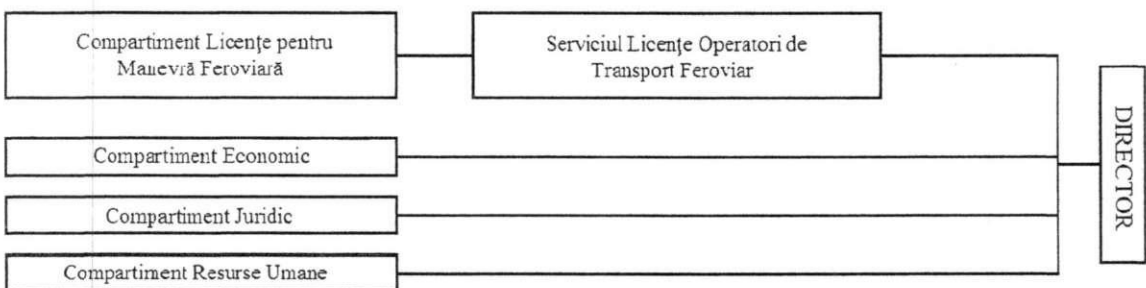 Compartiment Licențe pentru
Manevră Feroviară
Serviciul Licențe Operatori de
Transport Feroviar
DIRECTOR
Compartiment Economic
Compartiment Juridic
Compartiment Resurse Umane